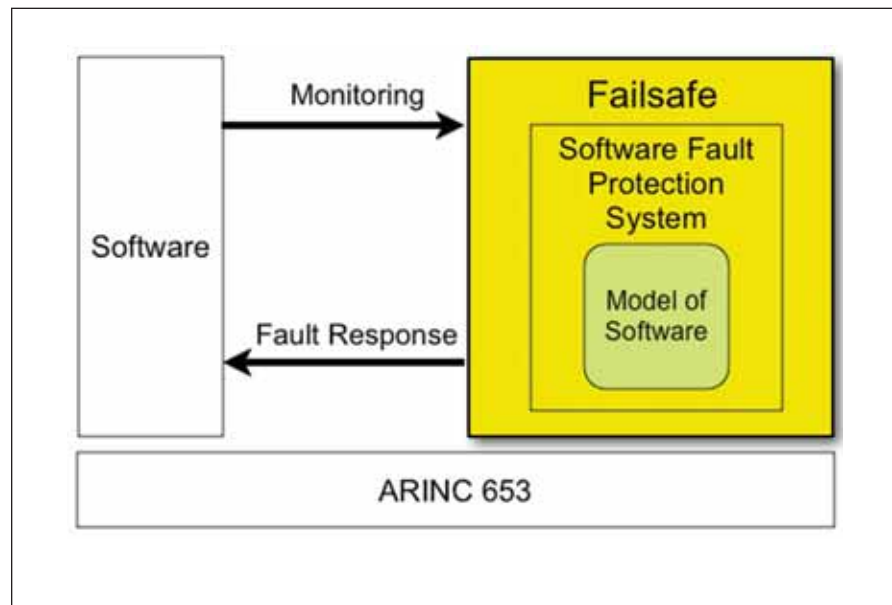 Software
Monitoring
Fault Response
Failsafe
Software Fault
Protection
System
Model of
Software
ARINC 653